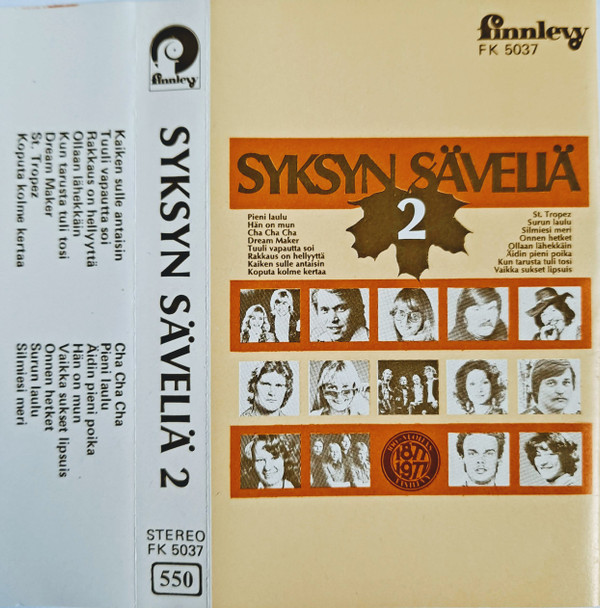 Kaiken sulle antaisin
Tuuli vapautta soi
Rakkaus on hellyyttä
Ollaan lähekkäin
Kun tarusta tuli tosi
Dream Maker
St. Tropez
Koputa kolme kertaa
Cha Cha Cha
Pieni laulu
Äidin pieni poika
Hän on mun
Vaikka sukset lipsuis
Onnen hetket
Surun laulu
Silmiesi meri
finnlevy
SYKSYN SÄVELIÄ 2
STEREO
FK 5037
550
finnlevy
FK 5037
SYKSYN SÄVELIÄ
2
Pieni laulu
Hän on mun
Cha Cha Cha
Dream Maker
Tuuli vapautta soi
Rakkaus on hellyyttä
Kaiken sulle antaisin
Koputa kolme kertaa
St. Tropez
Surun laulu
Silmiesi meri
Onnen hetket
Ollaan lähekkäin
Äidin pieni poika
Kun tarusta tuli tosi
Vaikka sukset lipsuis
1877
1977